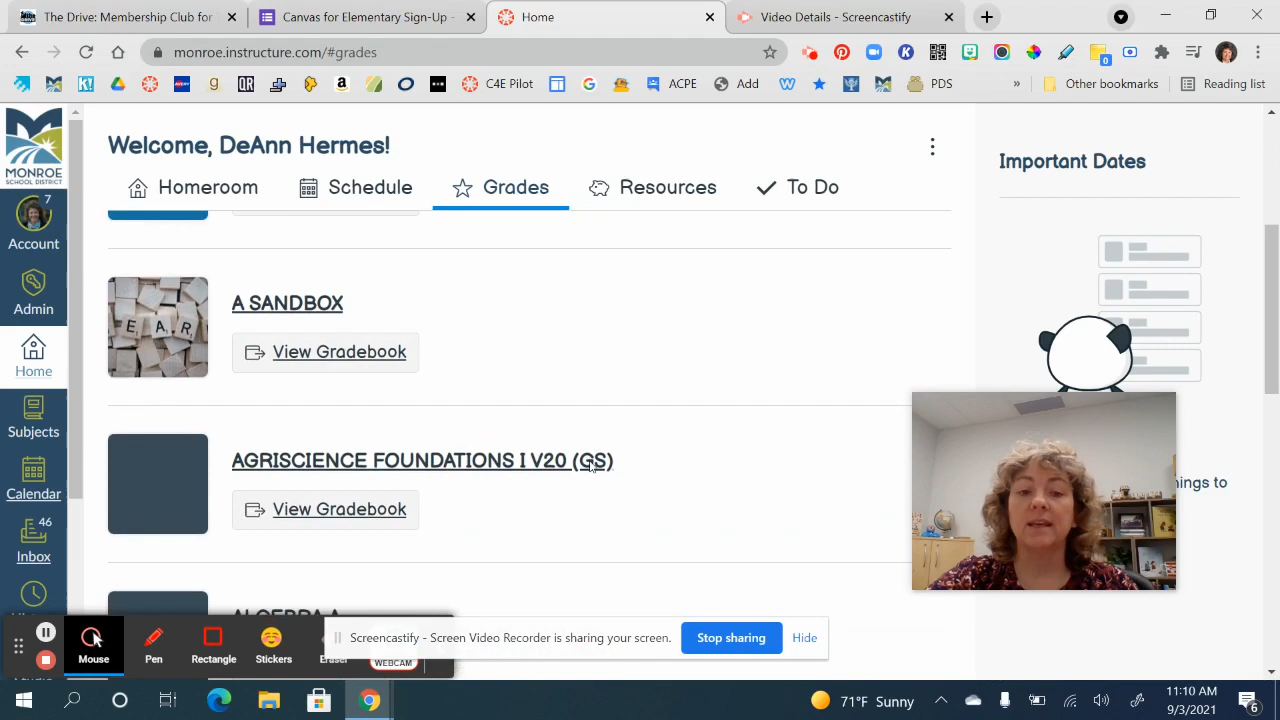 The Drive: Membership Club for
Canvas for Elementary Sign-Up -
Home
Video Details - Screencastify
monroe.instructure.com/#grades
C4E Pilot
ACPE
Add
PDS
Other bookmarks
Reading list
MONROE
SCHOOL DISTRICT
7
Account
Admin
Home
Subjects
Calendar
46
Inbox
Welcome, DeAnn Hermes!
Homeroom
Schedule
Grades
Resources
To Do
A SANDBOX
View Gradebook
AGRISCIENCE FOUNDATIONS I V20 (GS)
View Gradebook
ALGEBRA A
Important Dates
ings to
EAR
Mouse
Pen
Rectangle
Stickers
Eraser
WEBCAM
Screencastify - Screen Video Recorder is sharing your screen.
Stop sharing
Hide
71°F Sunny
11:10 AM
9/3/2021
6